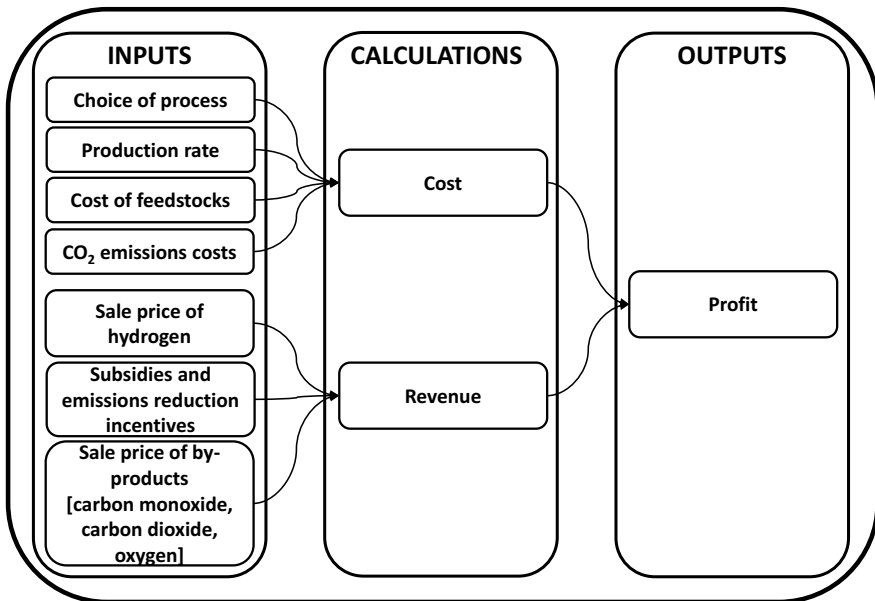 INPUTS
Choice of process
Production rate
Cost of feedstocks
CO₂ emissions costs
Sale price of
hydrogen
Subsidies and
emissions reduction
incentives
Sale price of by-
products
[carbon monoxide,
carbon dioxide,
oxygen]
CALCULATIONS
Cost
Revenue
OUTPUTS
Profit